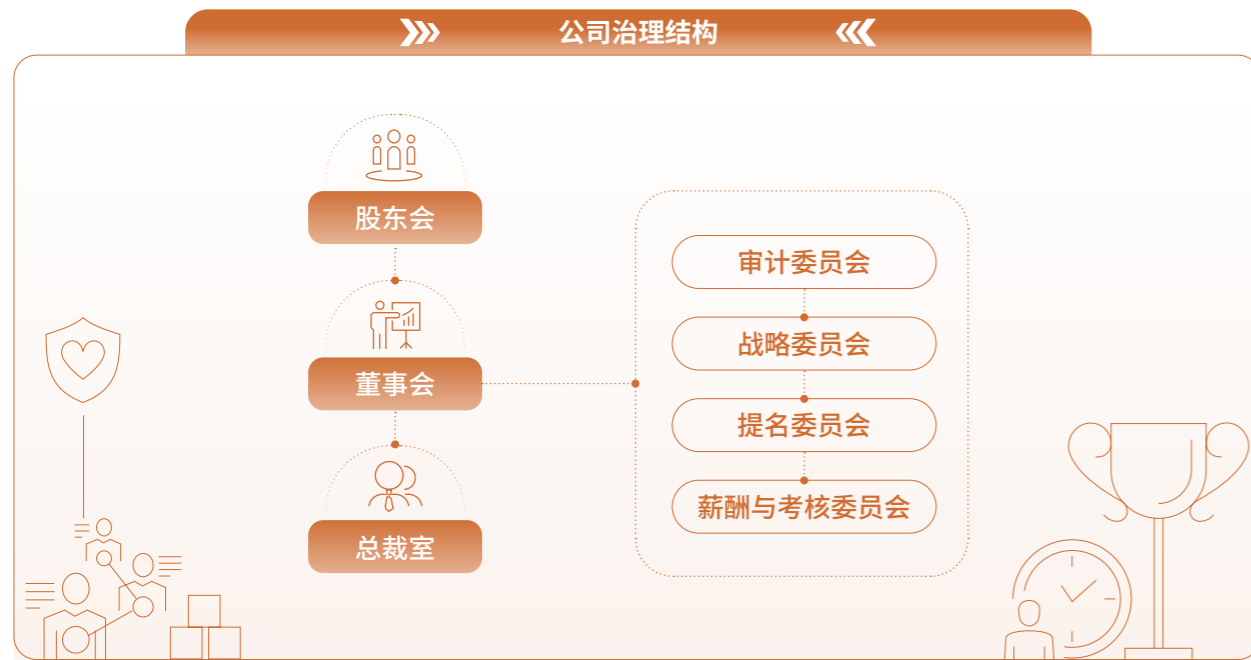 公司治理结构
股东会
董事会
总裁室
审计委员会
战略委员会
提名委员会
薪酬与考核委员会